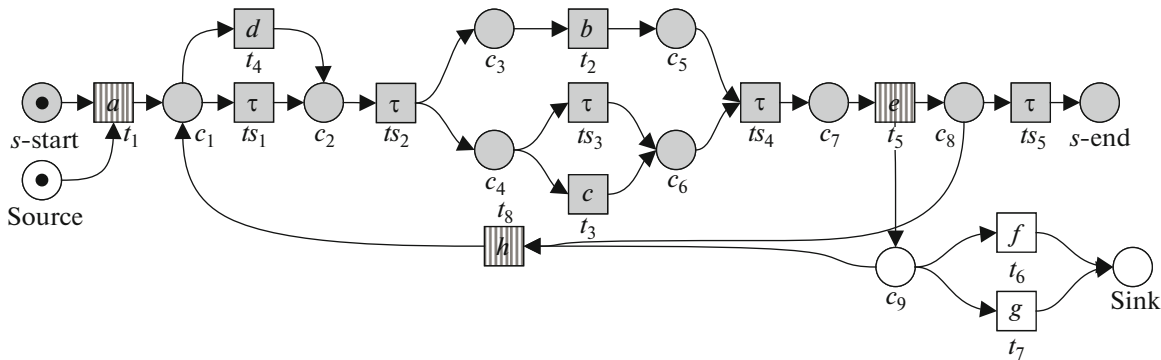 d
t4
τ
ts1
b
t2
c3
c5
a
t1
s-start
c1
c2
τ
ts2
τ
ts3
c4
c6
c
t3
τ
ts4
c7
e
t5
c8
τ
ts5
s-end
Source
t8
h
c9
f
t6
g
t7
Sink